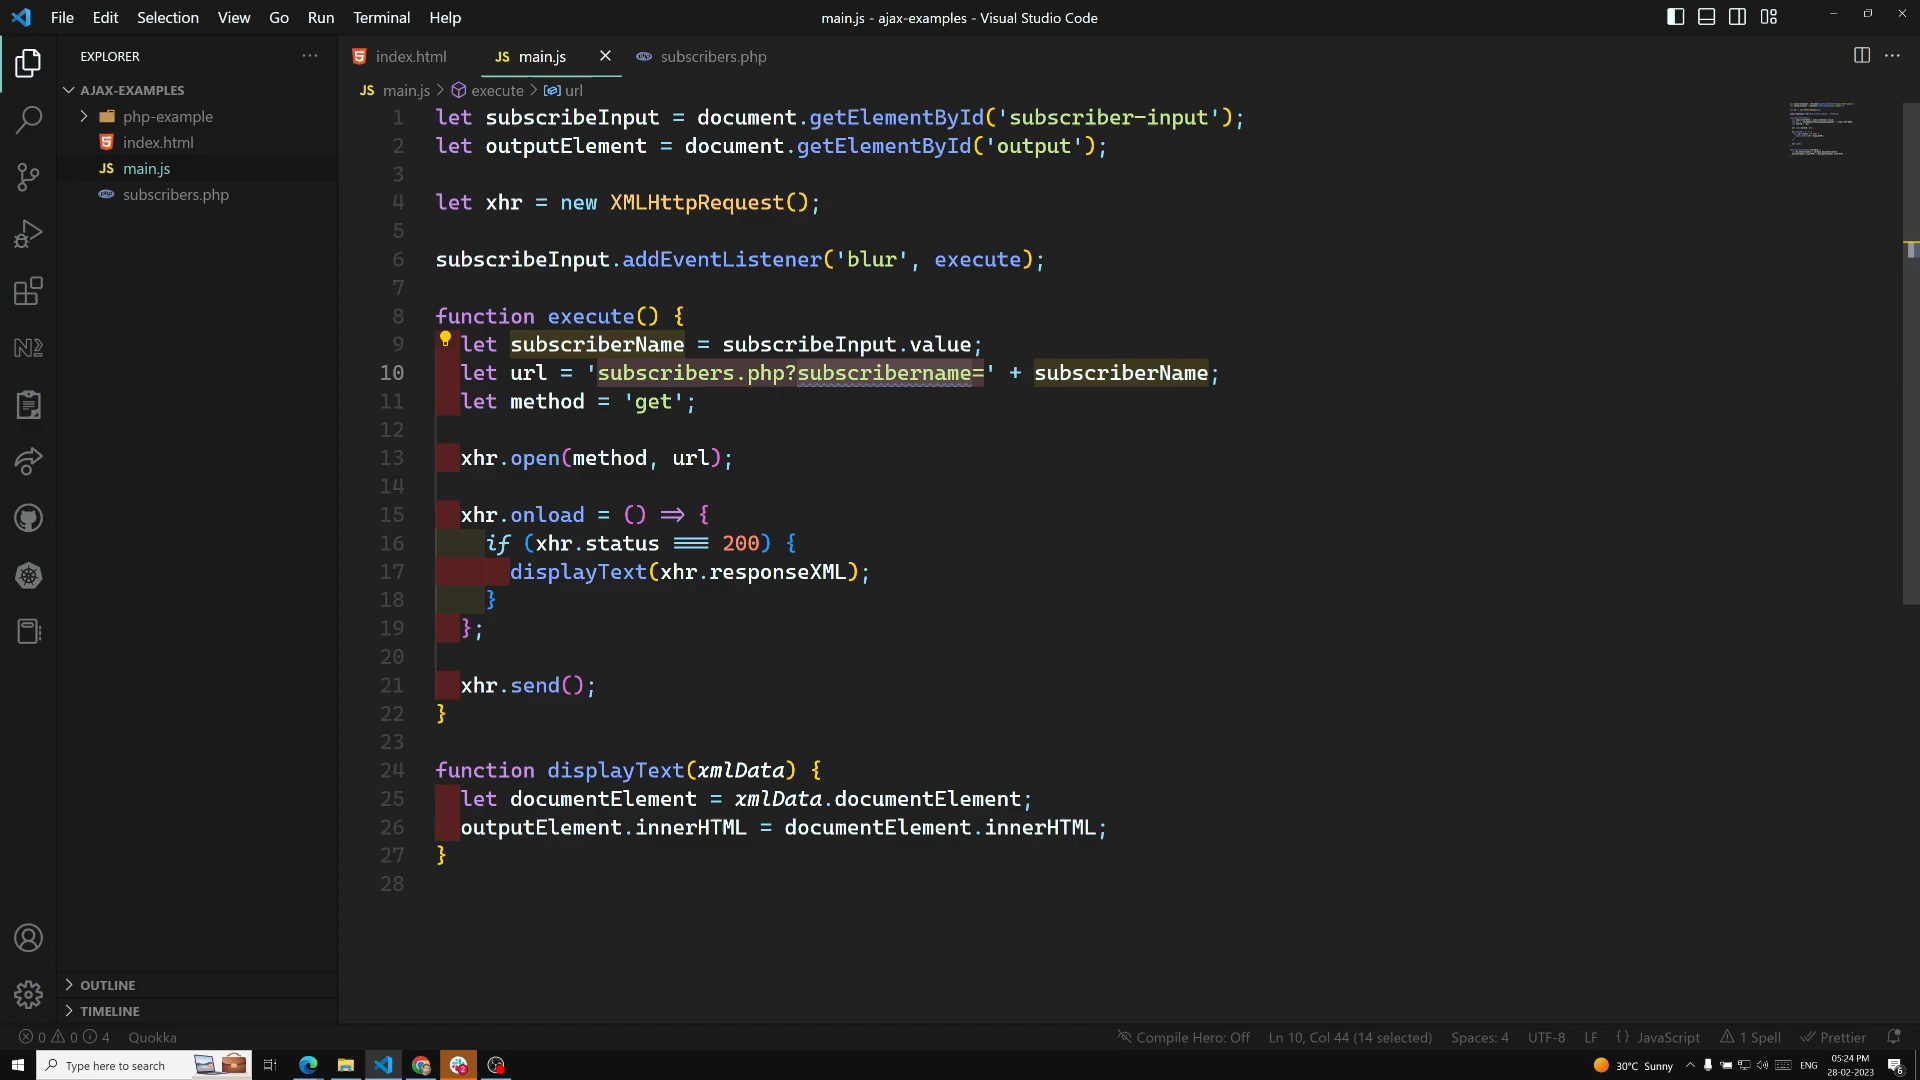 File Edit Selection View Go Run Terminal Help
main.js - ajax-examples - Visual Studio Code
EXPLORER
AJAX-EXAMPLES
php-example
index.html
JS main.js
php subscribers.php
OUTLINE
TIMELINE
index.html
JS main.js
subscribers.php
JS main.js > execute > url
1 let subscribeInput = document.getElementById('subscriber-input');
2 let outputElement = document.getElementById('output');
3
4 let xhr = new XMLHttpRequest();
5
6 subscribeInput.addEventListener('blur', execute);
7
8 function execute() {
9 let subscriberName = subscribeInput.value;
10 let url = 'subscribers.php?subscribername=' + subscriberName;
11 let method = 'get';
12
13 xhr.open(method, url);
14
15 xhr.onload = () => {
16 if (xhr.status === 200) {
17 displayText(xhr.responseXML);
18 }
19 };
20
21 xhr.send();
22 }
23
24 function displayText(xmlData) {
25 let documentElement = xmlData.documentElement;
26 outputElement.innerHTML = documentElement.innerHTML;
27 }
28
0 0 4 Quokka
Compile Hero: Off Ln 10, Col 44 (14 selected) Spaces: 4 UTF-8 LF {} JavaScript 1 Spell Prettier
Type here to search
30°C Sunny
ENG
05:24 PM
28-02-2023
6